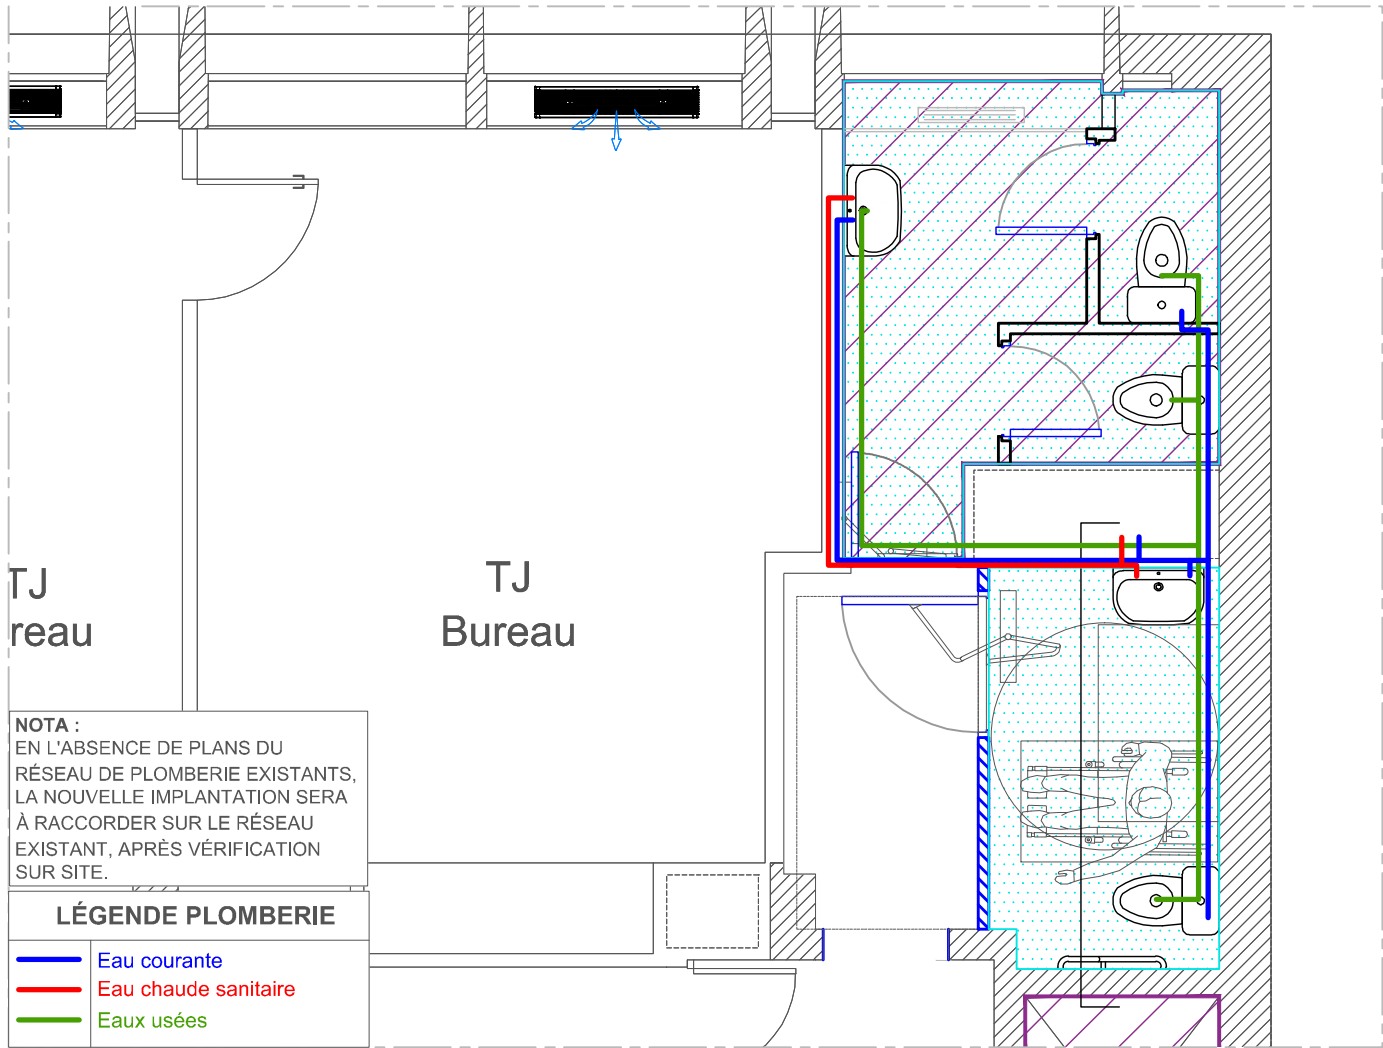 TJ
reau
TJ
Bureau
NOTA :
EN L'ABSENCE DE PLANS DU
RÉSEAU DE PLOMBERIE EXISTANTS,
LA NOUVELLE IMPLANTATION SERA
À RACCORDER SUR LE RÉSEAU
EXISTANT, APRÈS VÉRIFICATION
SUR SITE.
LÉGENDE PLOMBERIE
Eau courante
Eau chaude sanitaire
Eaux usées